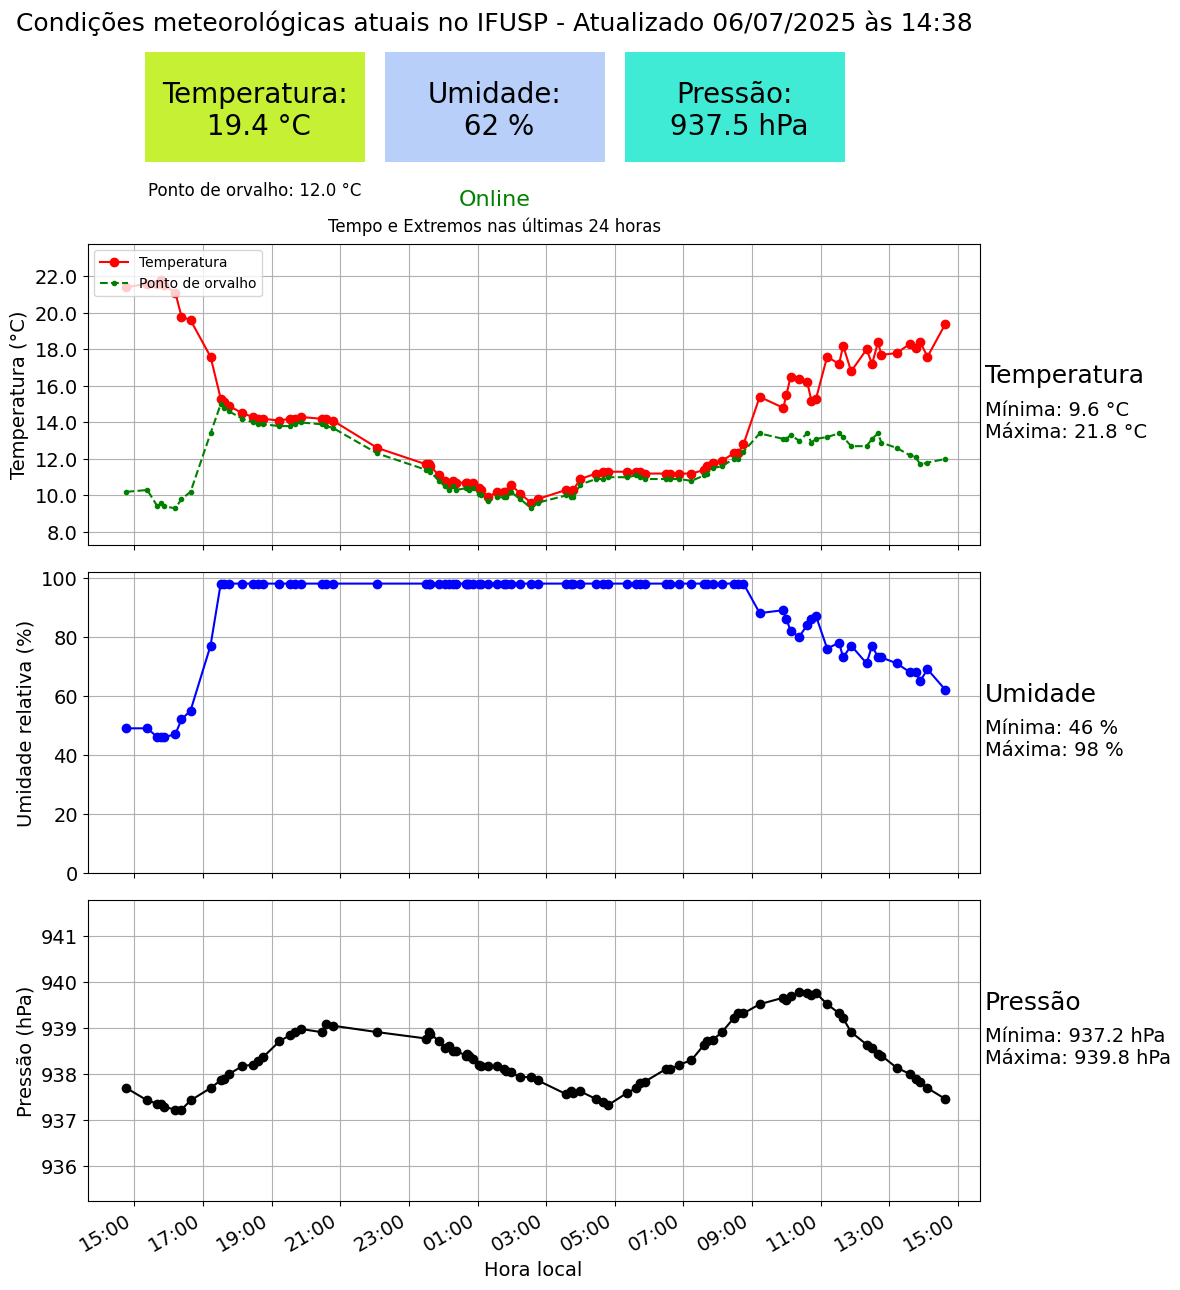 Condições meteorológicas atuais no IFUSP - Atualizado 06/07/2025 às 14:38
Temperatura:
19.4 °C
Umidade:
62 %
Pressão:
937.5 hPa
Ponto de orvalho: 12.0 °C
Online
Tempo e Extremos nas últimas 24 horas
Temperatura
Ponto de orvalho
Temperatura (°C)
22.0
20.0
18.0
16.0
14.0
12.0
10.0
8.0
Temperatura
Mínima: 9.6 °C
Máxima: 21.8 °C
Umidade relativa (%)
100
80
60
40
20
0
Umidade
Mínima: 46 %
Máxima: 98 %
Pressão (hPa)
941
940
939
938
937
936
Pressão
Mínima: 937.2 hPa
Máxima: 939.8 hPa
15:00
17:00
19:00
21:00
23:00
01:00
03:00
05:00
07:00
09:00
11:00
13:00
15:00
Hora local